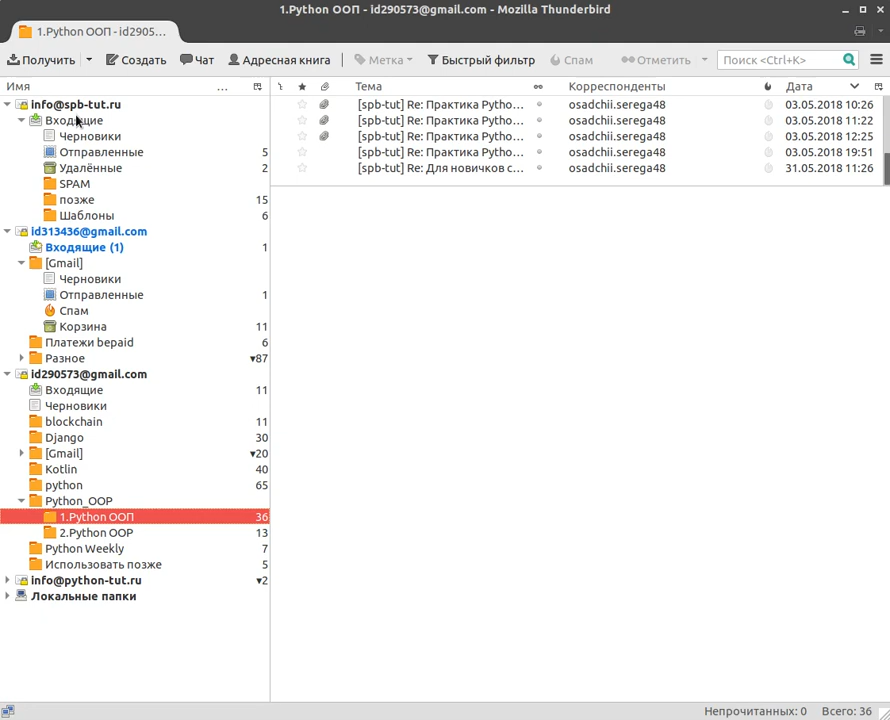 1.Python ООП - id290573@gmail.com - Mozilla Thunderbird
1.Python ООП - id2905...
Получить
Создать
Чат
Адресная книга
Метка
Быстрый фильтр
Спам
Отметить
Поиск <Ctrl+K>
Имя ...
Тема Корреспонденты Дата
info@spb-tut.ru
Входящие
Черновики
Отправленные 5
Удалённые 2
SPAM
позже 15
Шаблоны 6
id313436@gmail.com
Входящие (1) 1
[Gmail]
Черновики
Отправленные 1
Спам
Корзина 11
Платежи bepaid 6
Разное ▾87
id290573@gmail.com
Входящие 11
Черновики
blockchain 11
Django 30
[Gmail] ▾20
Kotlin 40
python 65
Python_OOP
1.Python ООП 36
2.Python OOP 13
Python Weekly 7
Использовать позже 5
info@python-tut.ru ▾2
Локальные папки
[spb-tut] Re: Практика Pytho... osadchii.serega48 03.05.2018 10:26
[spb-tut] Re: Практика Pytho... osadchii.serega48 03.05.2018 11:22
[spb-tut] Re: Практика Pytho... osadchii.serega48 03.05.2018 12:25
[spb-tut] Re: Практика Pytho... osadchii.serega48 03.05.2018 19:51
[spb-tut] Re: Для новичков с... osadchii.serega48 31.05.2018 11:26
Непрочитанных: 0 Всего: 36